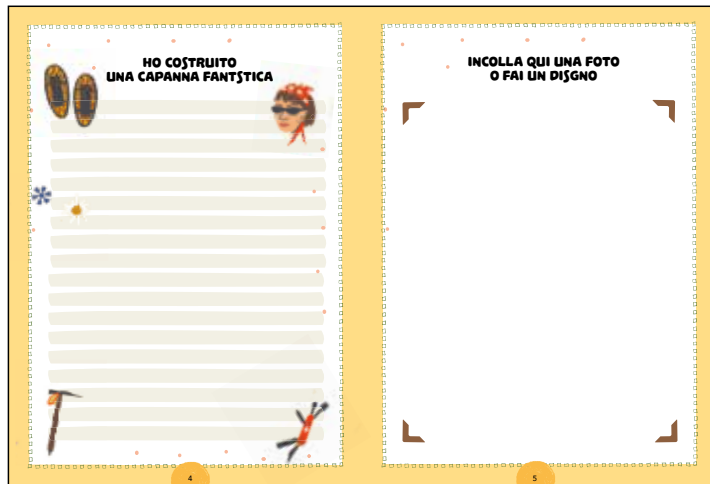 HO COSTRUITO
UNA CAPANNA FANTSTICA
4
INCOLLA QUI UNA FOTO
O FAI UN DISGNO
5